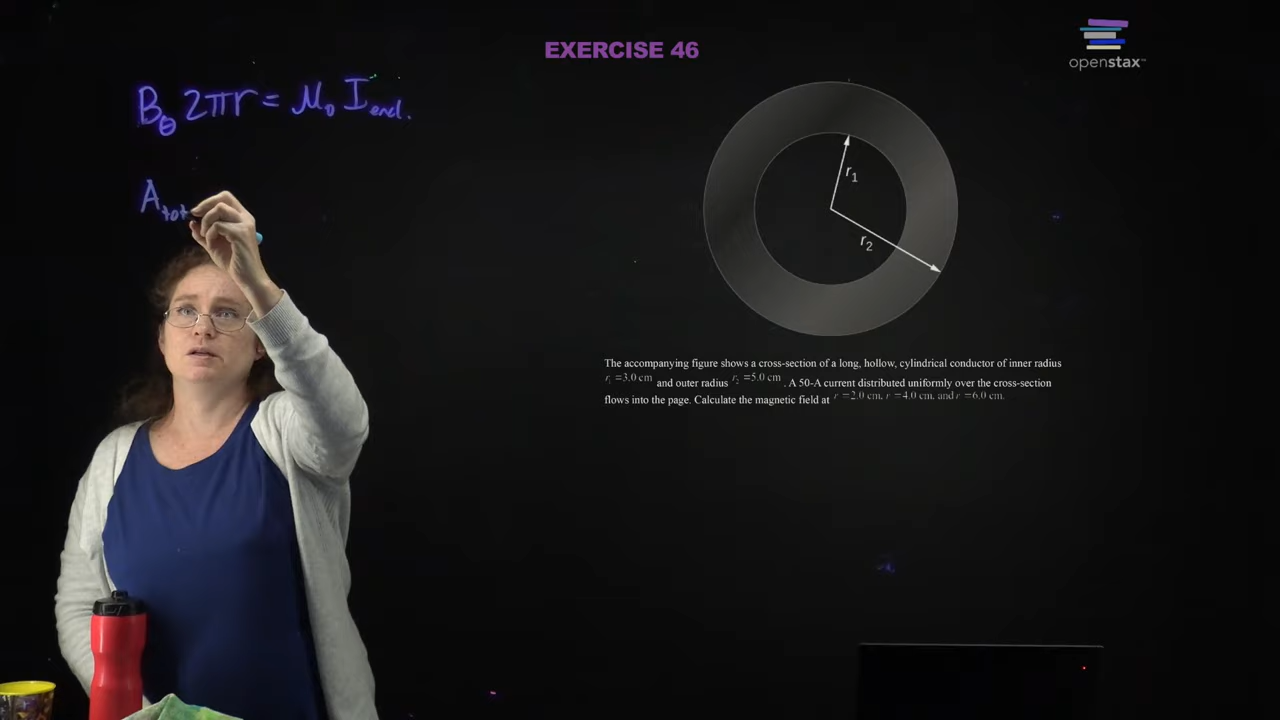 EXERCISE 46
openstax™
B_θ 2πr = μ₀ I_encl.
A_tot
r₁
r₂
The accompanying figure shows a cross-section of a long, hollow, cylindrical conductor of inner radius
r₁ =3.0 cm and outer radius r₂ =5.0 cm . A 50-A current distributed uniformly over the cross-section
flows into the page. Calculate the magnetic field at r =2.0 cm, r =4.0 cm, and r =6.0 cm.